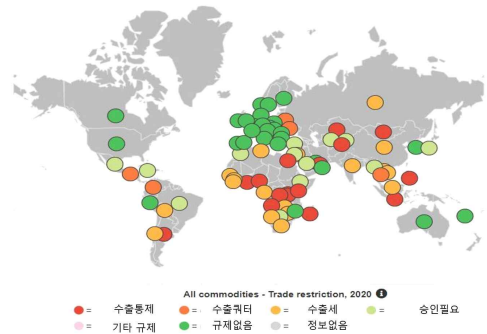 All commodities - Trade restriction, 2020 i
= 수출통제 = 수출쿼터 = 수출세 = 승인필요
= 기타 규제 = 규제없음 = 정보없음